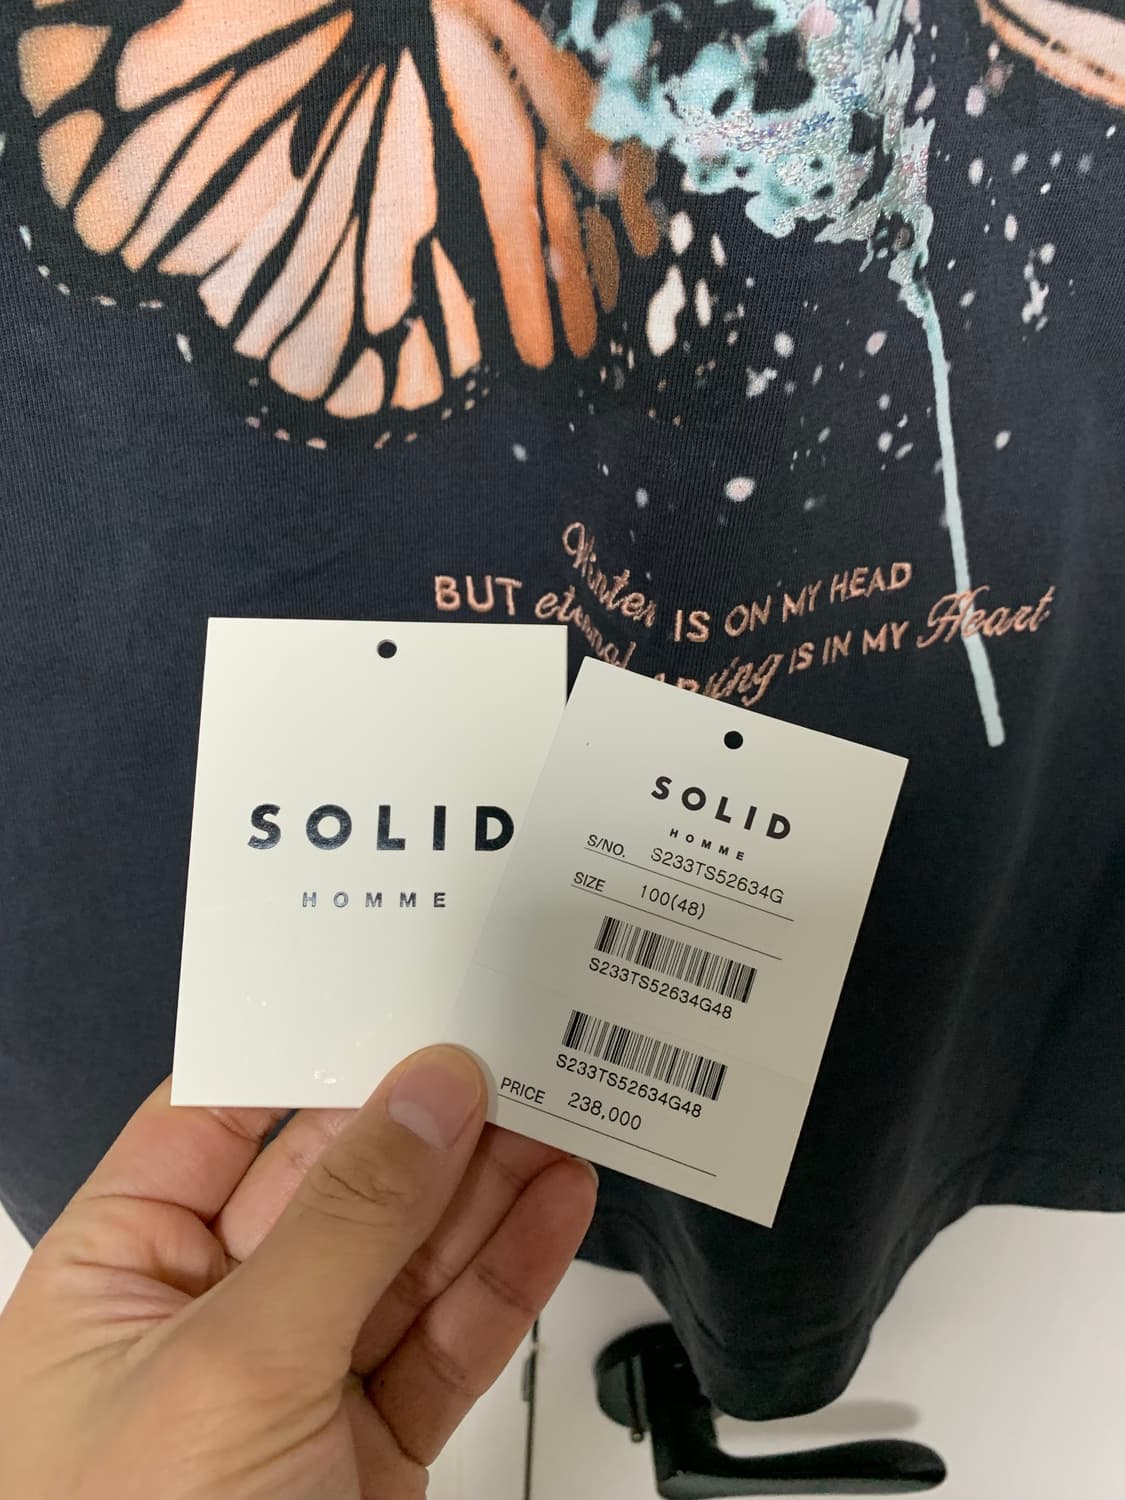 Winter IS ON MY HEAD
BUT eternal SPRING IS IN MY Heart
SOLID
HOMME
SOLID
HOMME
S/NO. S233TS52634G
SIZE 100(48)
S233TS52634G48
S233TS52634G48
PRICE 238,000